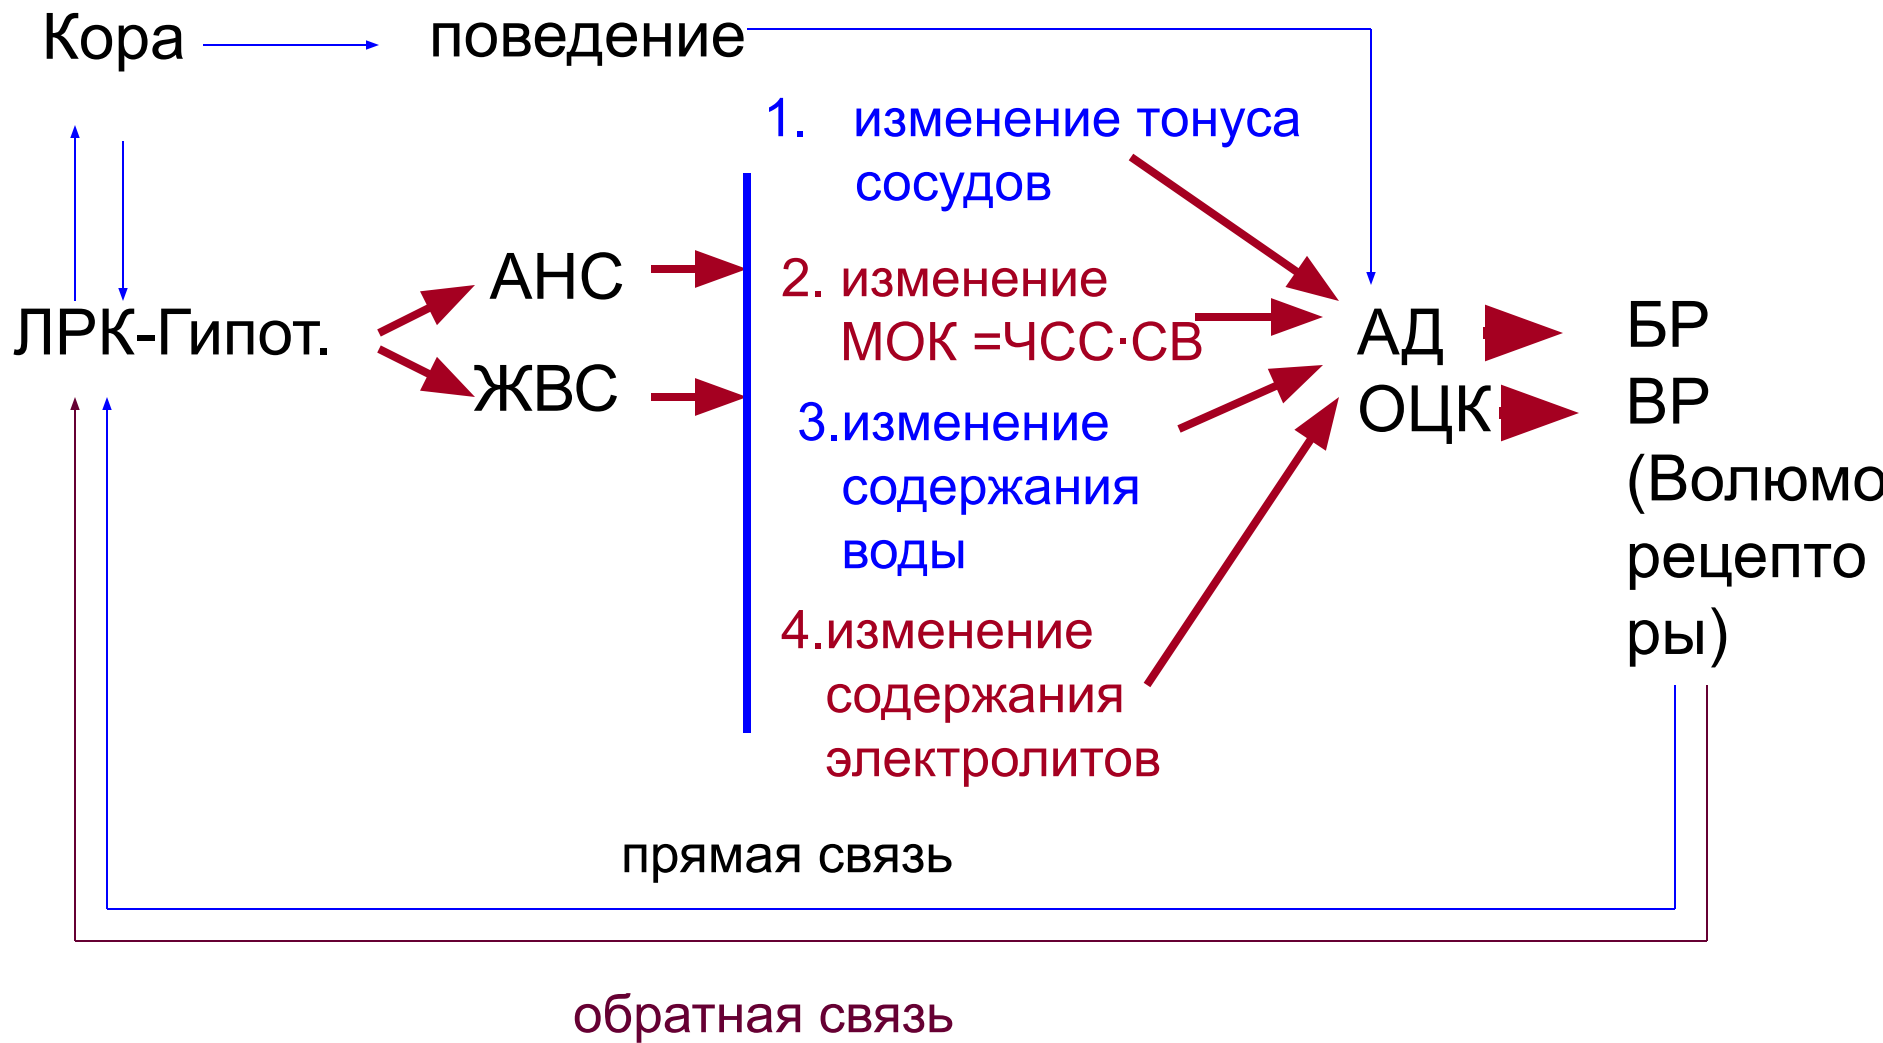 Кора
поведение
1. изменение тонуса
сосудов
АНС
2. изменение
МОК =ЧСС·СВ
ЛРК-Гипот.
ЖВС
3.изменение
содержания
воды
4.изменение
содержания
электролитов
АД
ОЦК
БР
ВР
(Волюмо
рецепто
ры)
прямая связь
обратная связь